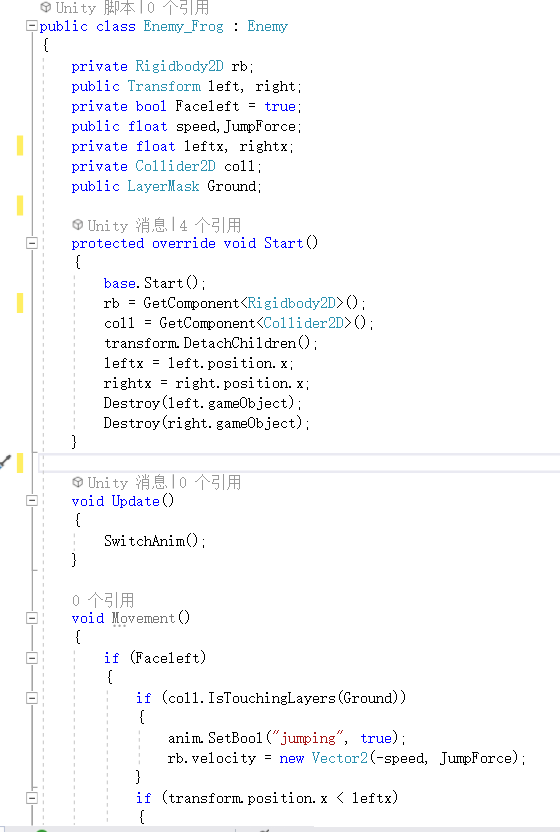 Unity 脚本|0 个引用
public class Enemy_Frog : Enemy
{
private Rigidbody2D rb;
public Transform left, right;
private bool Faceleft = true;
public float speed,JumpForce;
private float leftx, rightx;
private Collider2D coll;
public LayerMask Ground;
Unity 消息|4 个引用
protected override void Start()
{
base.Start();
rb = GetComponent<Rigidbody2D>();
coll = GetComponent<Collider2D>();
transform.DetachChildren();
leftx = left.position.x;
rightx = right.position.x;
Destroy(left.gameObject);
Destroy(right.gameObject);
}
Unity 消息|0 个引用
void Update()
{
SwitchAnim();
}
0 个引用
void Movement()
{
if (Faceleft)
{
if (coll.IsTouchingLayers(Ground))
{
anim.SetBool("jumping", true);
rb.velocity = new Vector2(-speed, JumpForce);
}
if (transform.position.x < leftx)
{